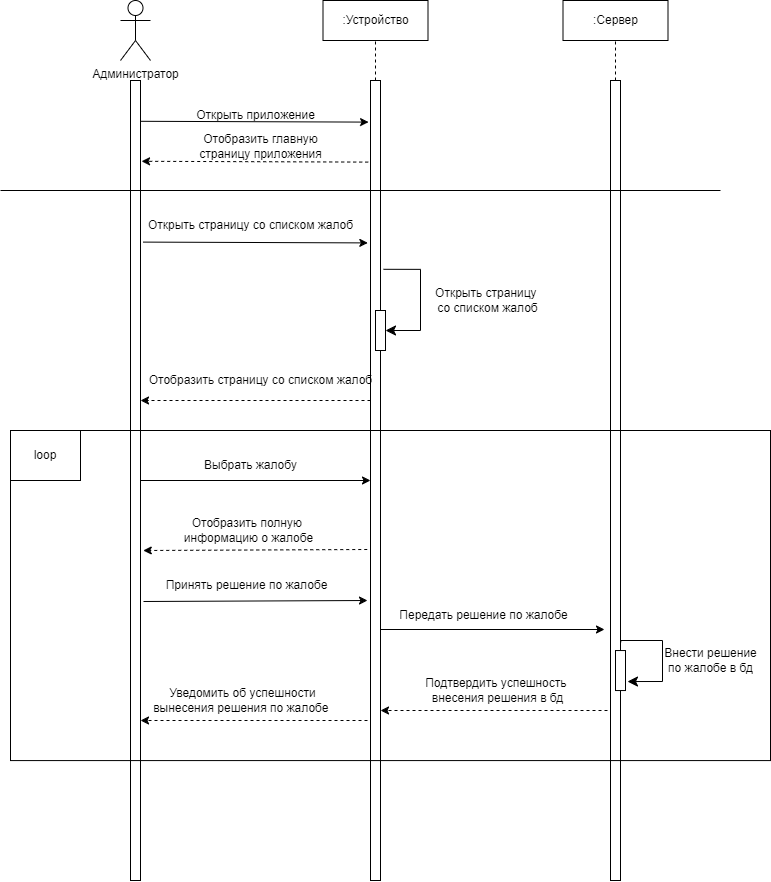 :Устройство
:Сервер
Администратор
Открыть приложение
Отобразить главную
страницу приложения
Открыть страницу со списком жалоб
Открыть страницу
со списком жалоб
Отобразить страницу со списком жалоб
loop
Выбрать жалобу
Отобразить полную
информацию о жалобе
Принять решение по жалобе
Передать решение по жалобе
Внести решение
по жалобе в бд
Подтвердить успешность
внесения решения в бд
Уведомить об успешности
вынесения решения по жалобе